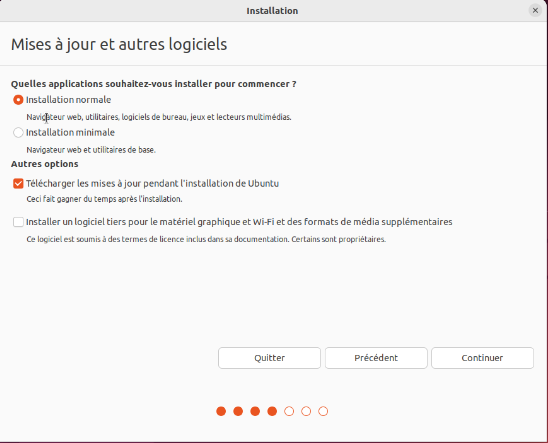 Installation
Mises à jour et autres logiciels
Quelles applications souhaitez-vous installer pour commencer ?
Installation normale
Navigateur web, utilitaires, logiciels de bureau, jeux et lecteurs multimédias.
Installation minimale
Navigateur web et utilitaires de base.
Autres options
Télécharger les mises à jour pendant l'installation de Ubuntu
Ceci fait gagner du temps après l'installation.
Installer un logiciel tiers pour le matériel graphique et Wi-Fi et des formats de média supplémentaires
Ce logiciel est soumis à des termes de licence inclus dans sa documentation. Certains sont propriétaires.
Quitter
Précédent
Continuer